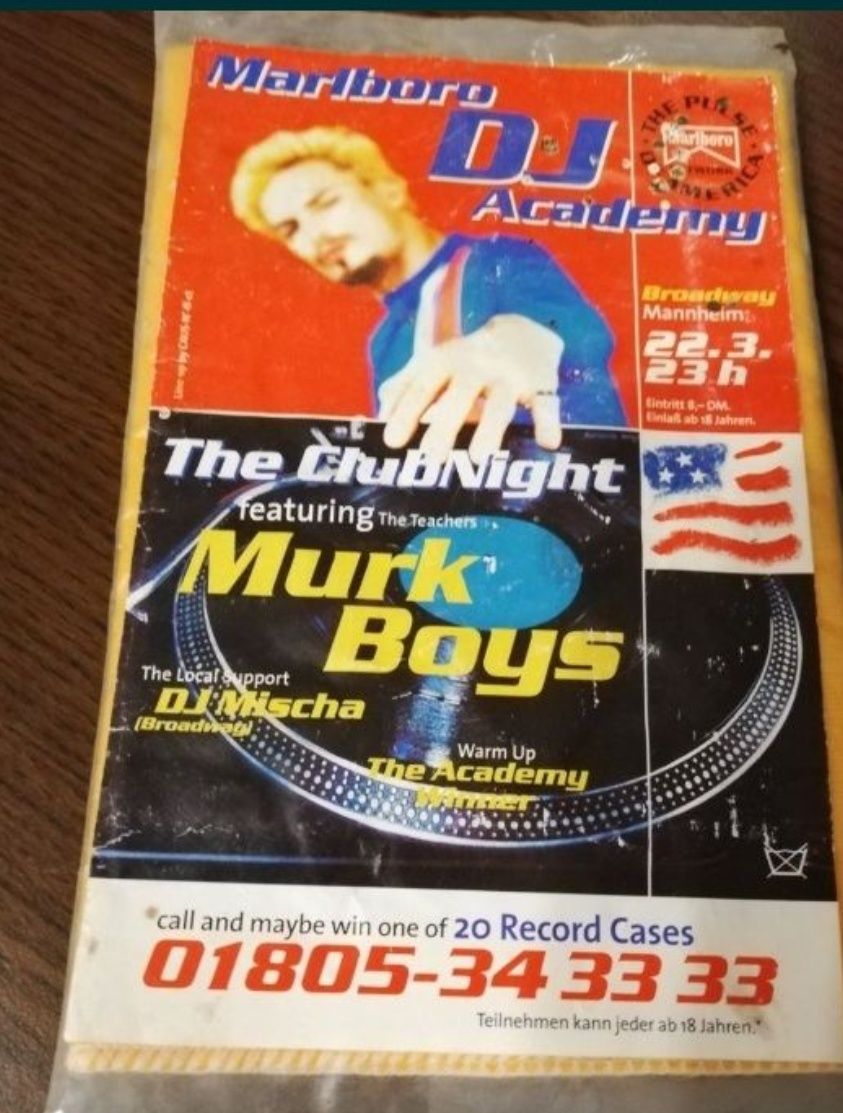 Marlboro
DJ
Academy
THE PULSE
Marlboro
NETWORK
OF AMERICA
Broadway
Mannheim
22.3.
23 h
Eintritt 8,– DM.
Einlaß ab 18 Jahren.
The ClubNight
featuring The Teachers
Murk
Boys
The Local Support
DJ Mischa
(Broadway)
Warm Up
The Academy
Winner
call and maybe win one of 20 Record Cases
01805-34 33 33
Teilnehmen kann jeder ab 18 Jahren.*